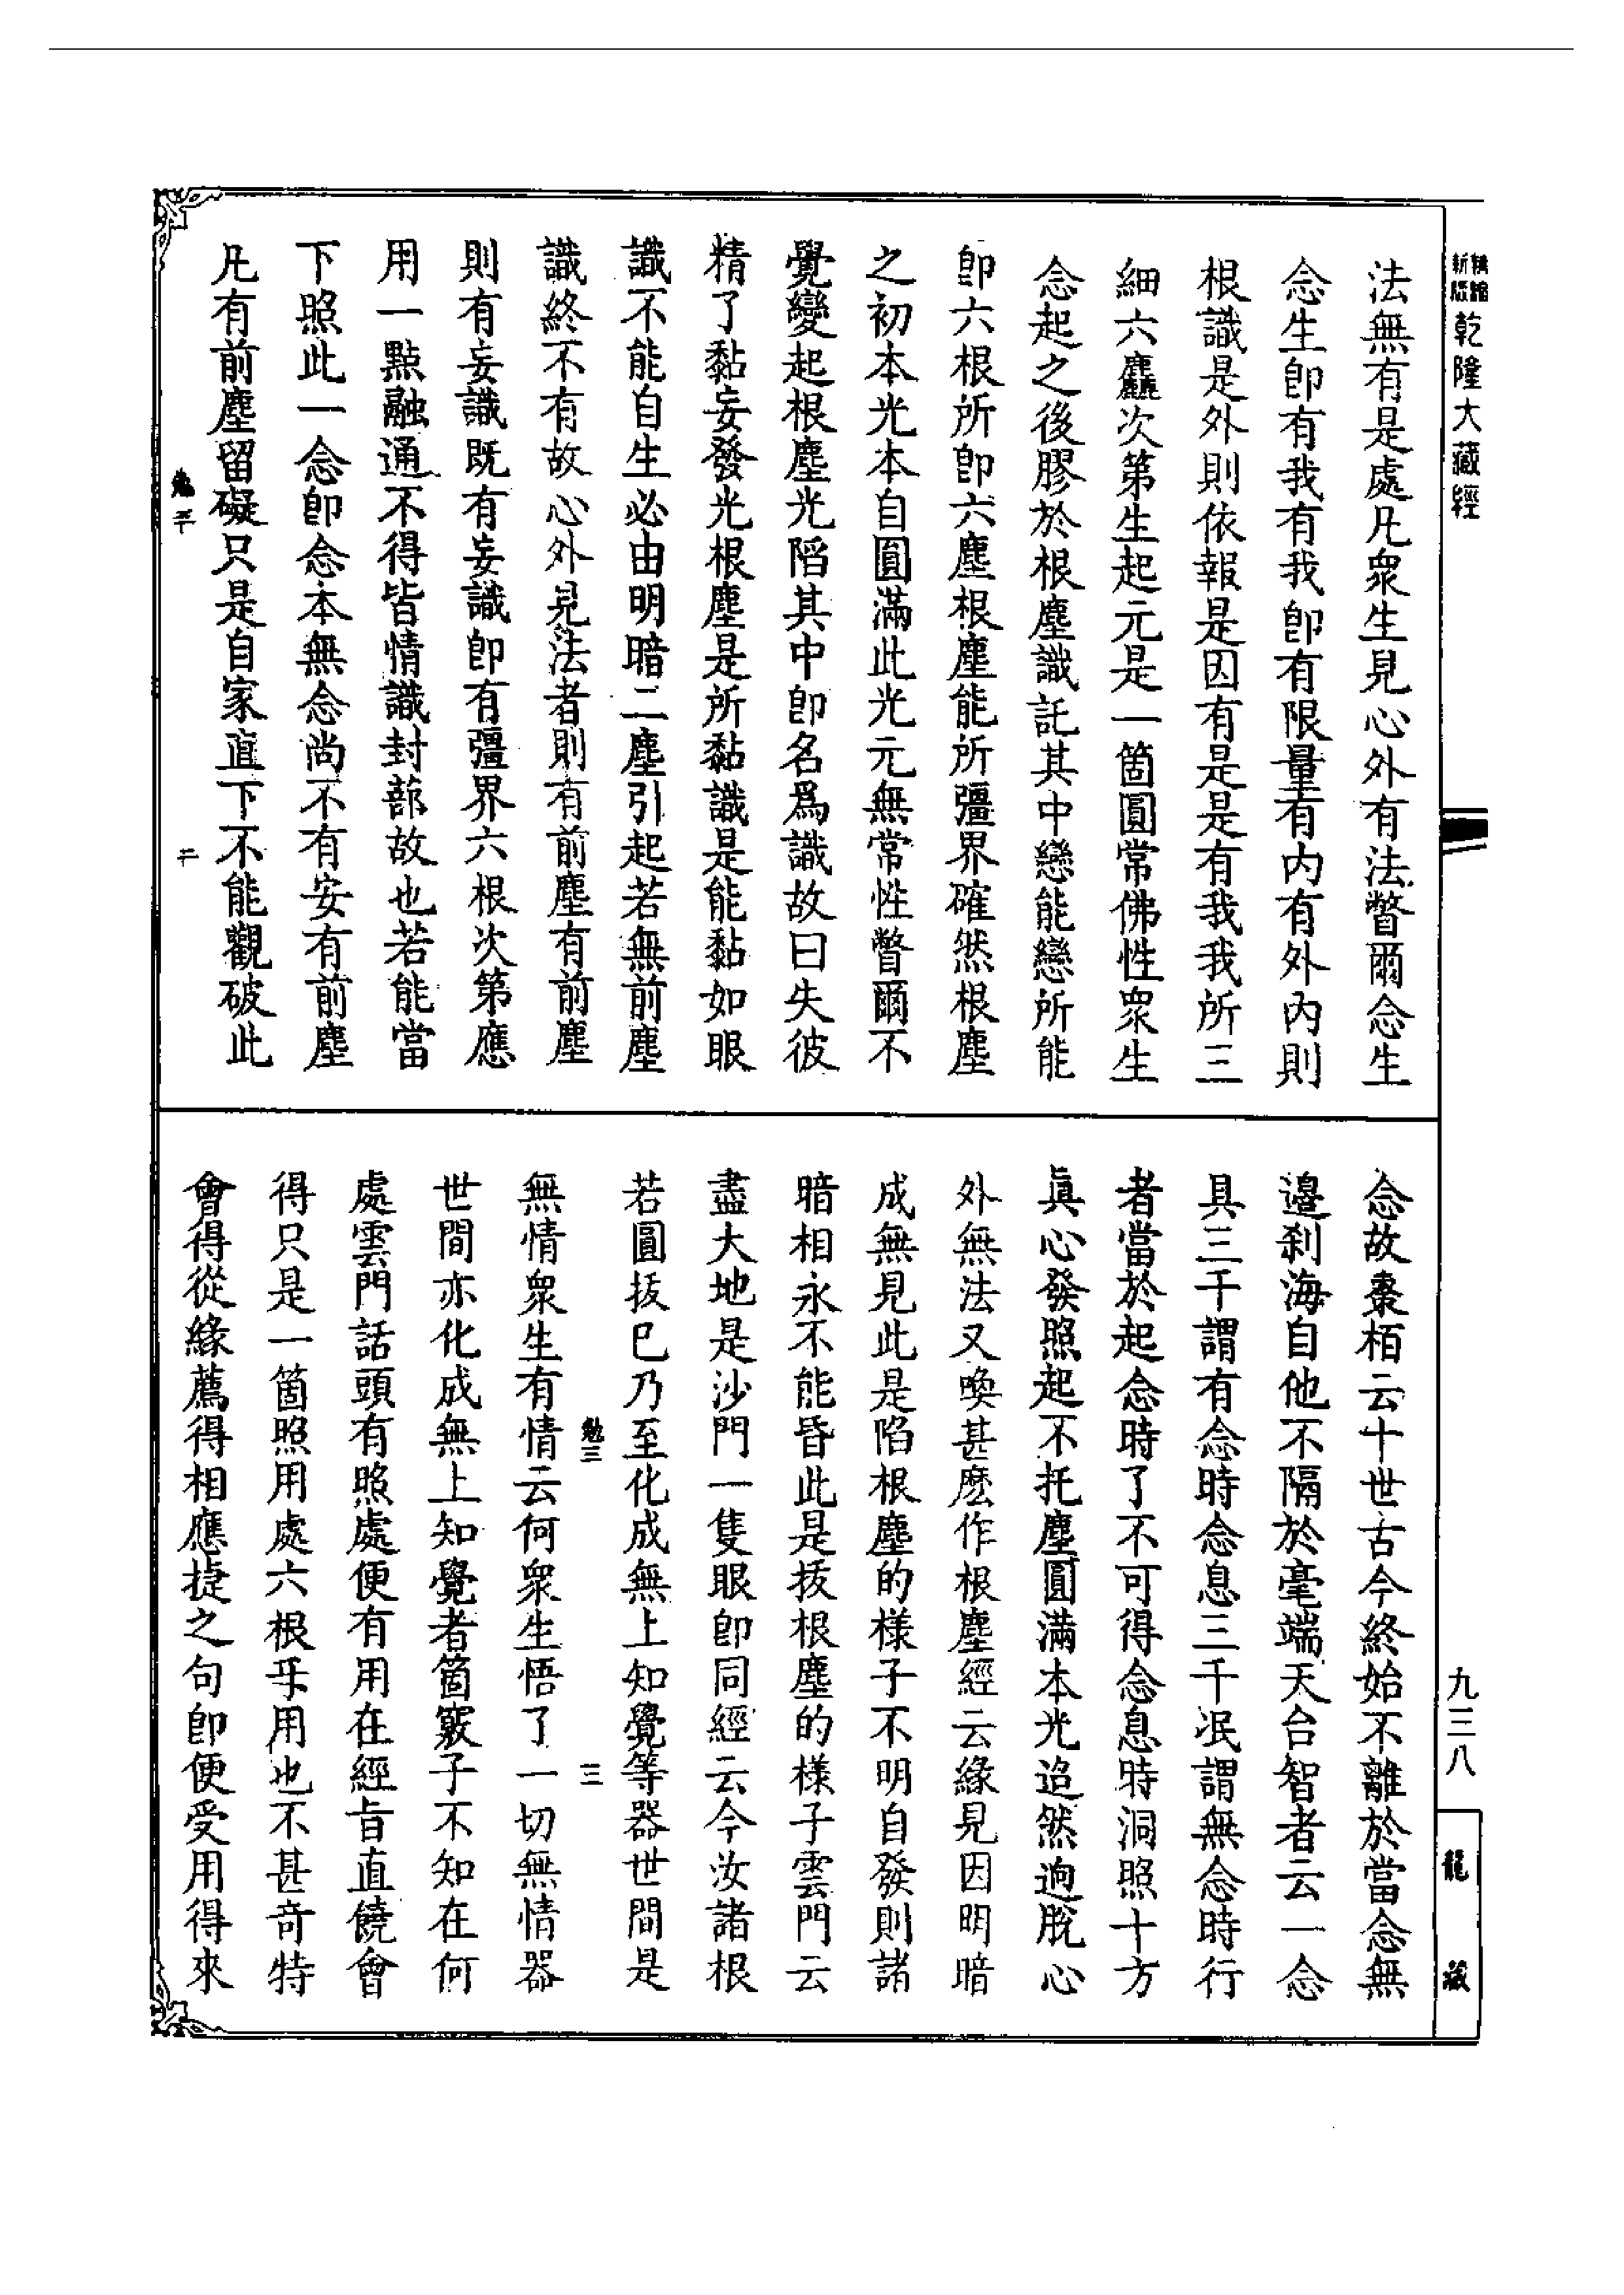 精縮新版
乾隆大藏經
法無有是處凡眾生見心外有法瞥爾念生
念生卽有我有我卽有限量有內有外內則
根識是外則依報是因有是是有我我所三
細六麤次第生起元是一箇圓常佛性眾生
念起之後膠於根塵識託其中戀能戀所能
卽六根所卽六塵根塵能所彊界確然根塵
之初本光本自圓滿此光元無常性瞥爾不
覺變起根塵光陷其中卽名爲識故曰失彼
精了黏妄發光根塵是所黏識是能黏如眼
識不能自生必由明暗二塵引起若無前塵
識終不有故心外見法者則有前塵有前塵
則有妄識既有妄識卽有彊界六根次第應
用一點融通不得皆情識封蔀故也若能當
下照此一念卽念本無念尚不有安有前塵
凡有前塵留礙只是自家直下不能觀破此
勉三
二
念故棗栢云十世古今終始不離於當念無
邉刹海自他不隔於毫端天台智者云一念
具三千謂有念時念息三千泯謂無念時行
者當於起念時了不可得念息時洞照十方
眞心發照起不托塵圓滿本光迨然逈脫心
外無法又喚甚麽作根塵經云緣見因明暗
成無見此是陷根塵的樣子不明自發則諸
暗相永不能昏此是拔根塵的樣子雲門云
盡大地是沙門一隻眼卽同經云今汝諸根
若圓拔已乃至化成無上知覺等器世間是
勉三
三
無情眾生有情云何眾生悟了一切無情器
世間亦化成無上知覺者箇竅子不知在何
處雲門話頭有照處便有用在經旨直饒會
得只是一箇照用處六根互用也不甚奇特
會得從緣薦得相應捷之句卽便受用得來
九三八
龍藏